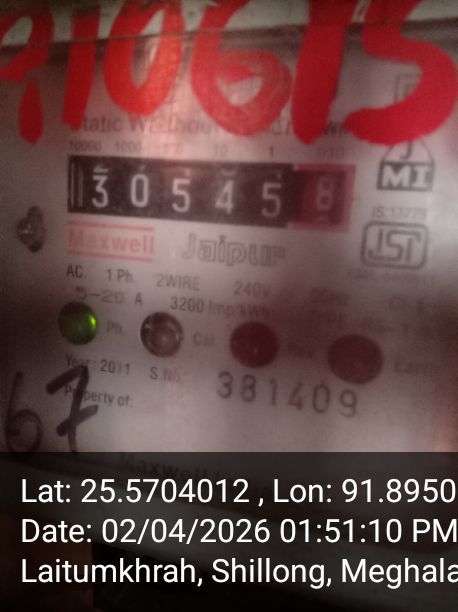 910615
Static Watthour
10000 1000 100 10 1 1/10
30545 8
MI
IS:13779
Maxwell Jaipur
ISI
AC. 1 Ph. 2WIRE 240V
5-20 A 3200 Imp/kWh
Ph. Cal. Rev. Earth
Year: 2011 S.No. 381409
Property of:
67
Maxwell
Lat: 25.5704012 , Lon: 91.8950
Date: 02/04/2026 01:51:10 PM
Laitumkhrah, Shillong, Meghala